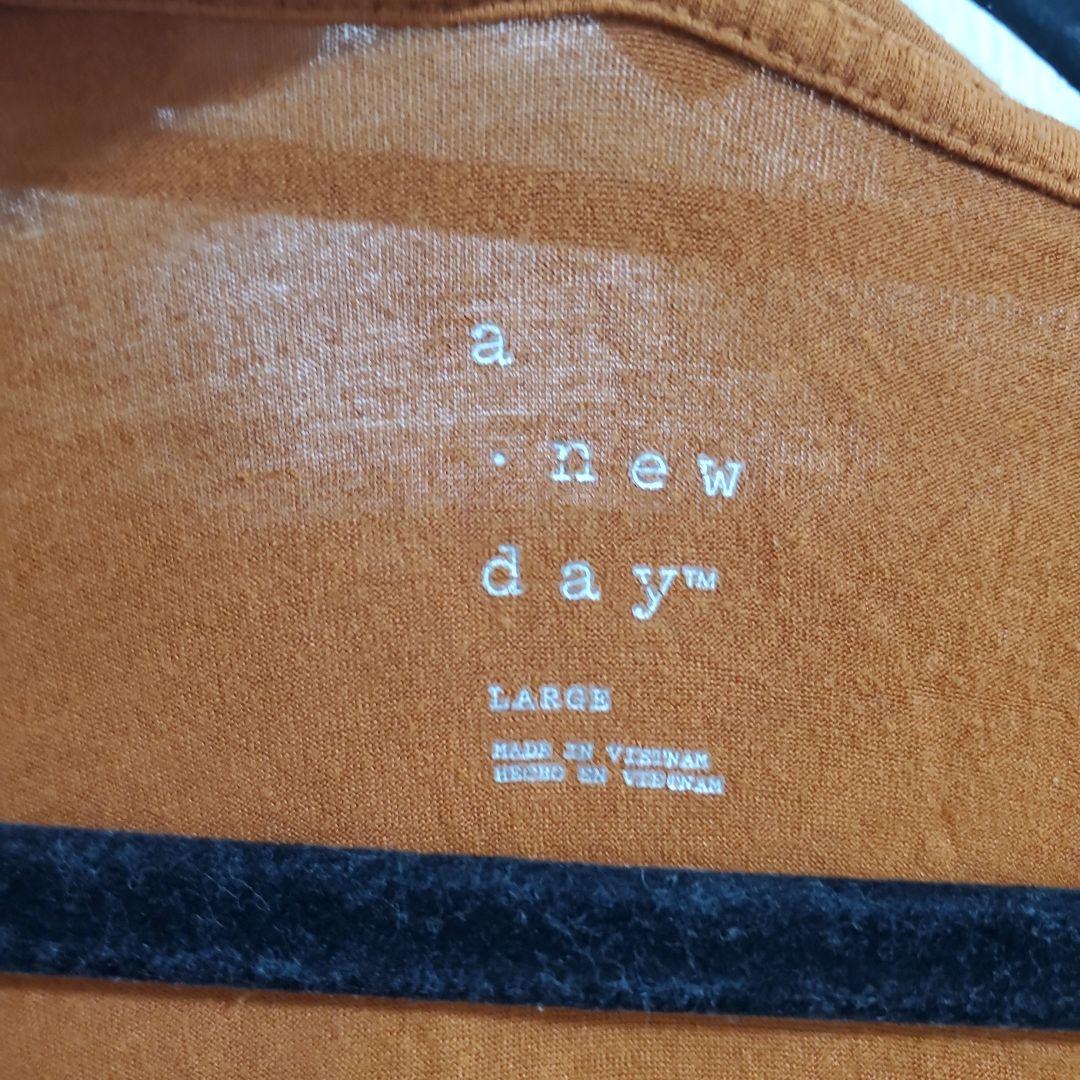 a
· new
day™
LARGE
MADE IN VIETNAM
HECHO EN VIETNAM